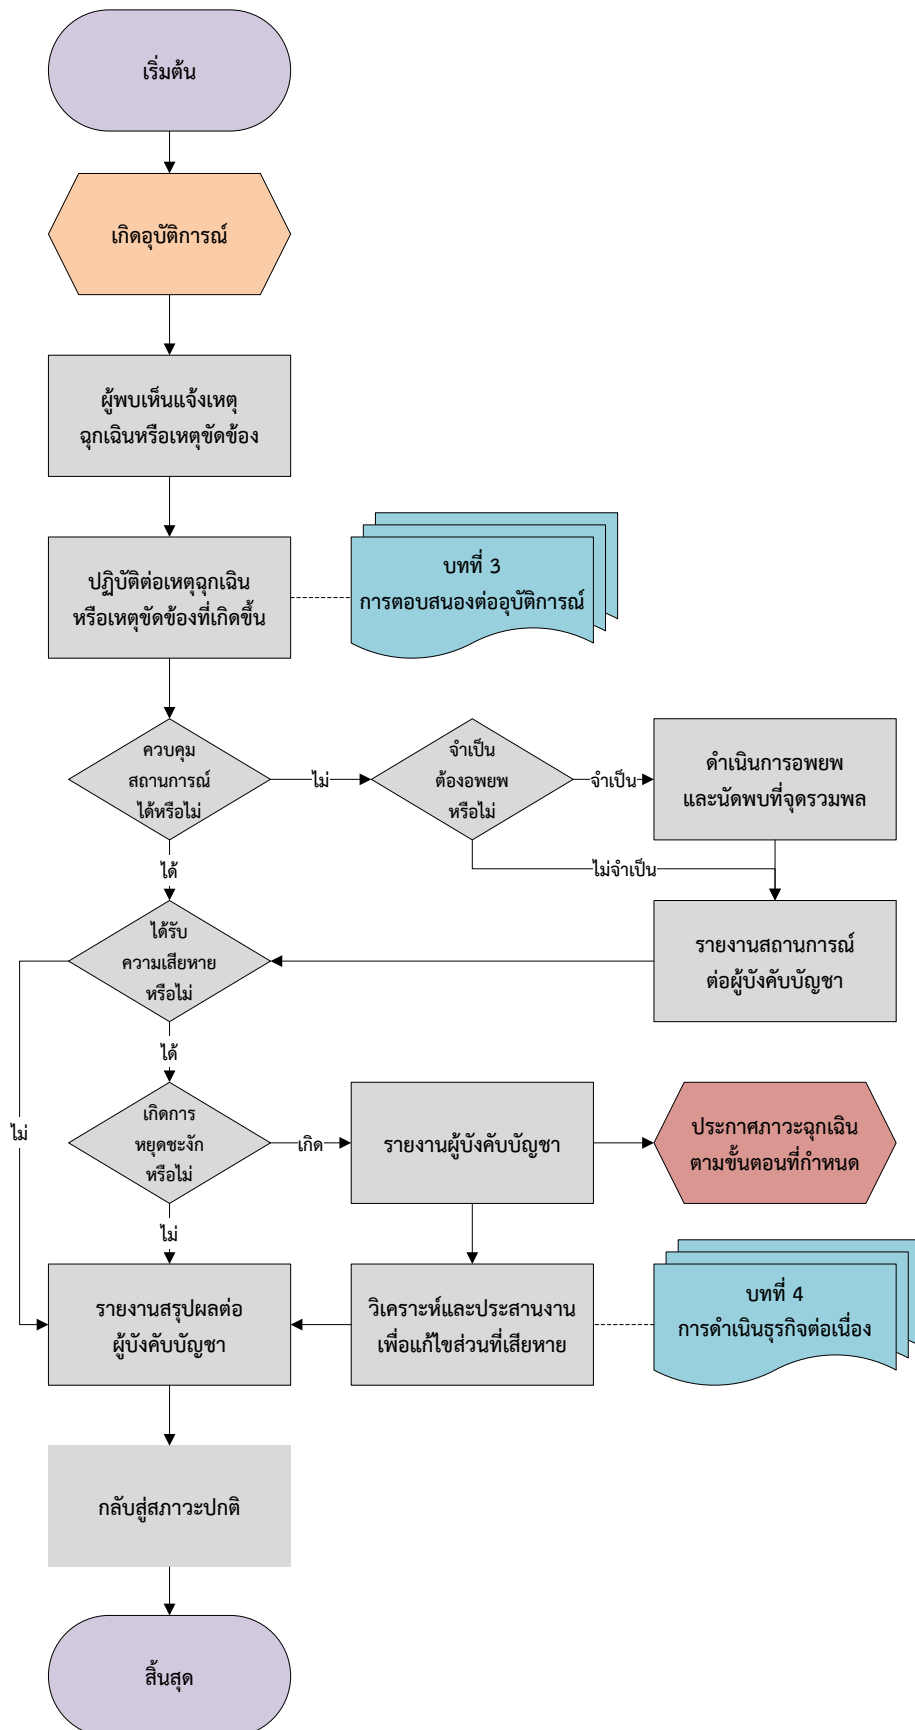 เริ่มต้น
เกิดอุบัติการณ์
ผู้พบเห็นแจ้งเหตุ
ฉุกเฉินหรือเหตุขัดข้อง
ปฏิบัติต่อเหตุฉุกเฉิน
หรือเหตุขัดข้องที่เกิดขึ้น
บทที่ 3
การตอบสนองต่ออุบัติการณ์
ควบคุม
สถานการณ์
ได้หรือไม่
ไม่
จำเป็น
ต้องอพยพ
หรือไม่
จำเป็น
ดำเนินการอพยพ
และนัดพบที่จุดรวมพล
ได้
ไม่จำเป็น
ได้รับ
ความเสียหาย
หรือไม่
รายงานสถานการณ์
ต่อผู้บังคับบัญชา
ได้
ไม่
เกิดการ
หยุดชะงัก
หรือไม่
เกิด
รายงานผู้บังคับบัญชา
ประกาศภาวะฉุกเฉิน
ตามขั้นตอนที่กำหนด
ไม่
รายงานสรุปผลต่อ
ผู้บังคับบัญชา
วิเคราะห์และประสานงาน
เพื่อแก้ไขส่วนที่เสียหาย
บทที่ 4
การดำเนินธุรกิจต่อเนื่อง
กลับสู่สภาวะปกติ
สิ้นสุด